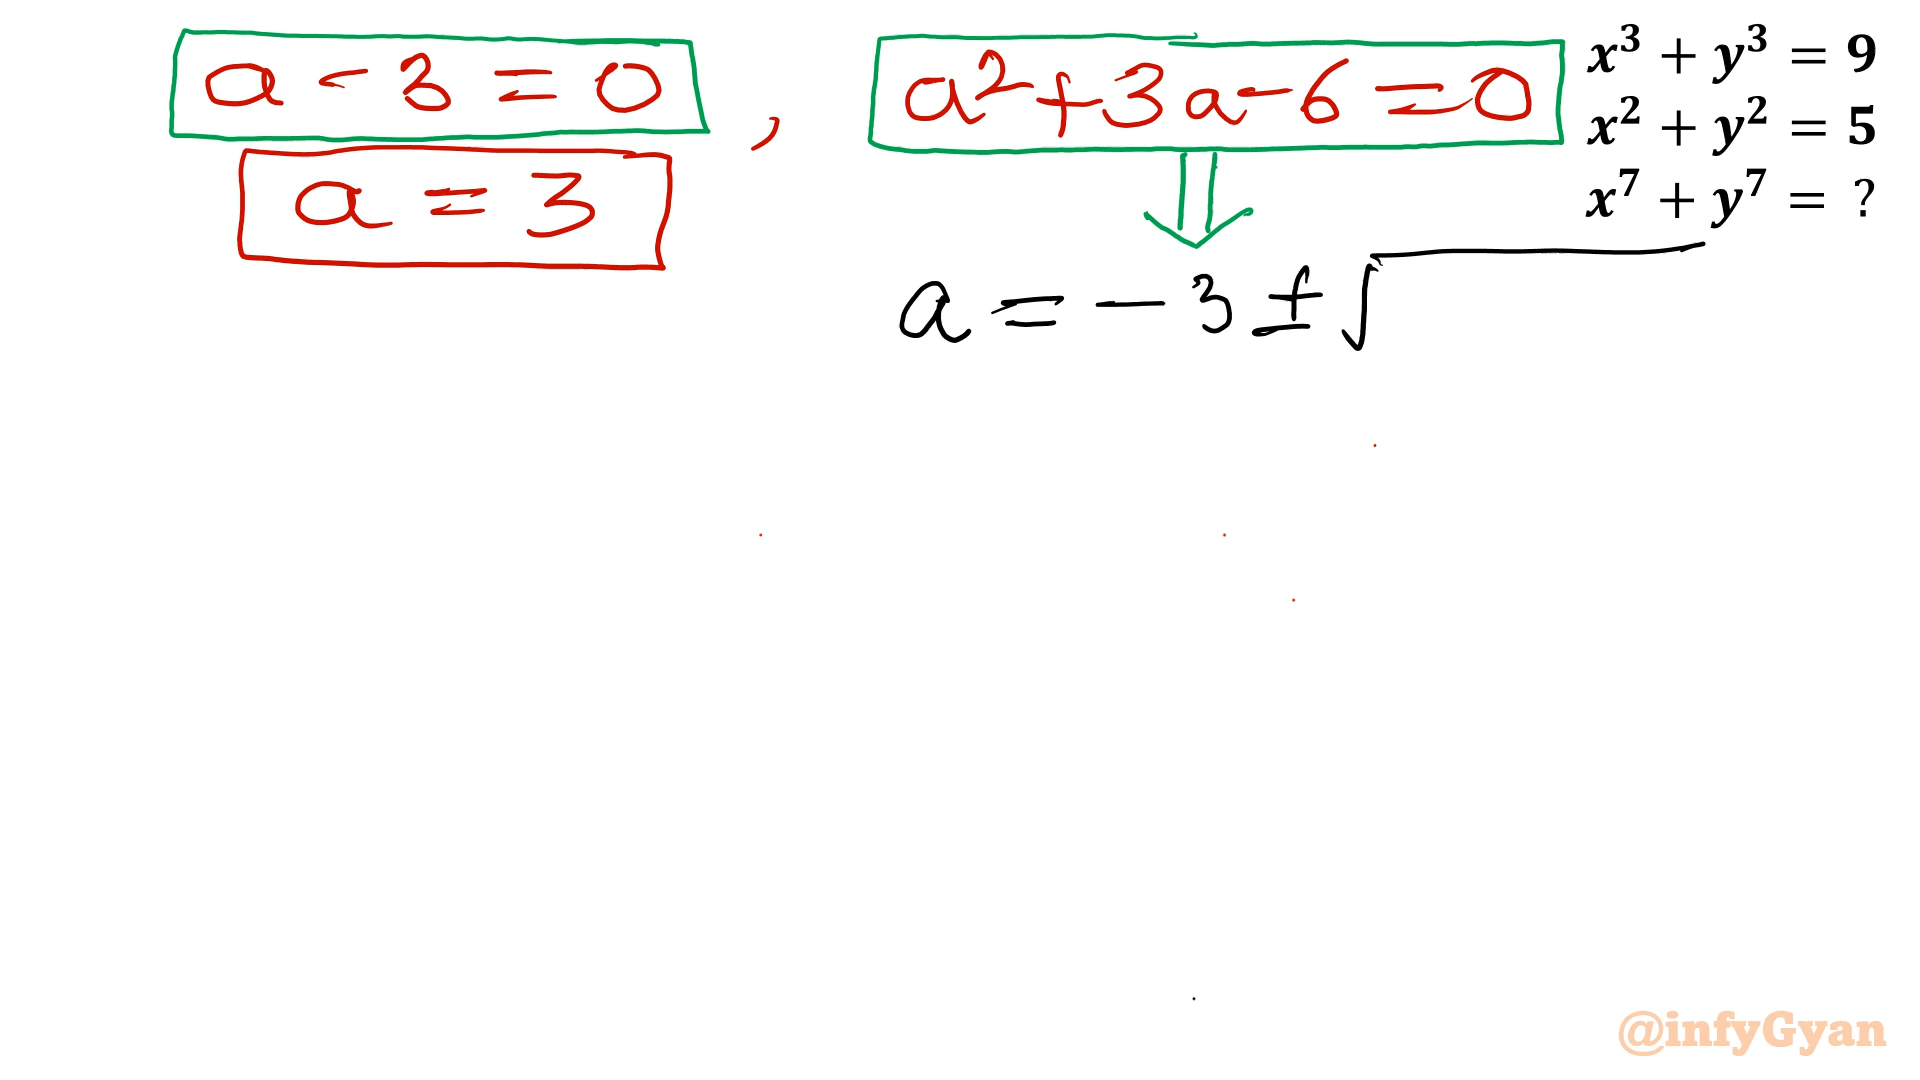 a - 3 = 0 , a² + 3a - 6 = 0
a = 3
a = - 3 ± √
x³ + y³ = 9
x² + y² = 5
x⁷ + y⁷ = ?
@infyGyan